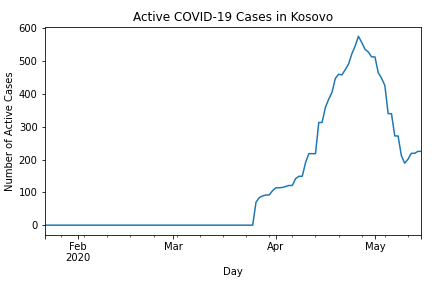 Active COVID-19 Cases in Kosovo
Number of Active Cases
600
500
400
300
200
100
0
Feb
2020
Mar
Apr
May
Day